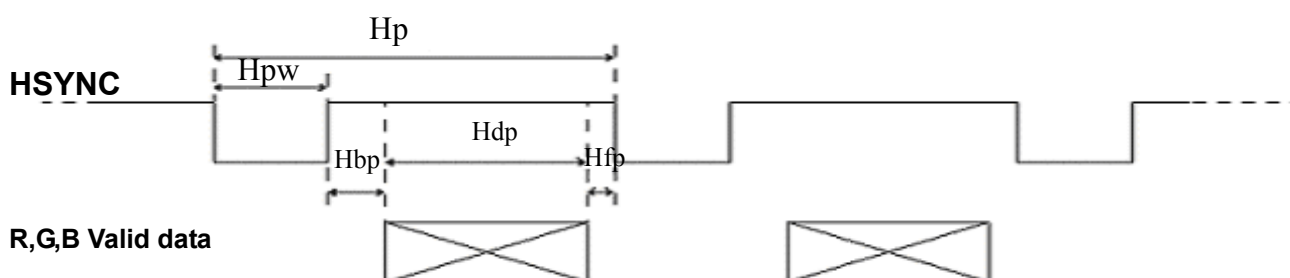 Hp
Hpw
HSYNC
Hdp
Hbp
Hfp
R,G,B Valid data